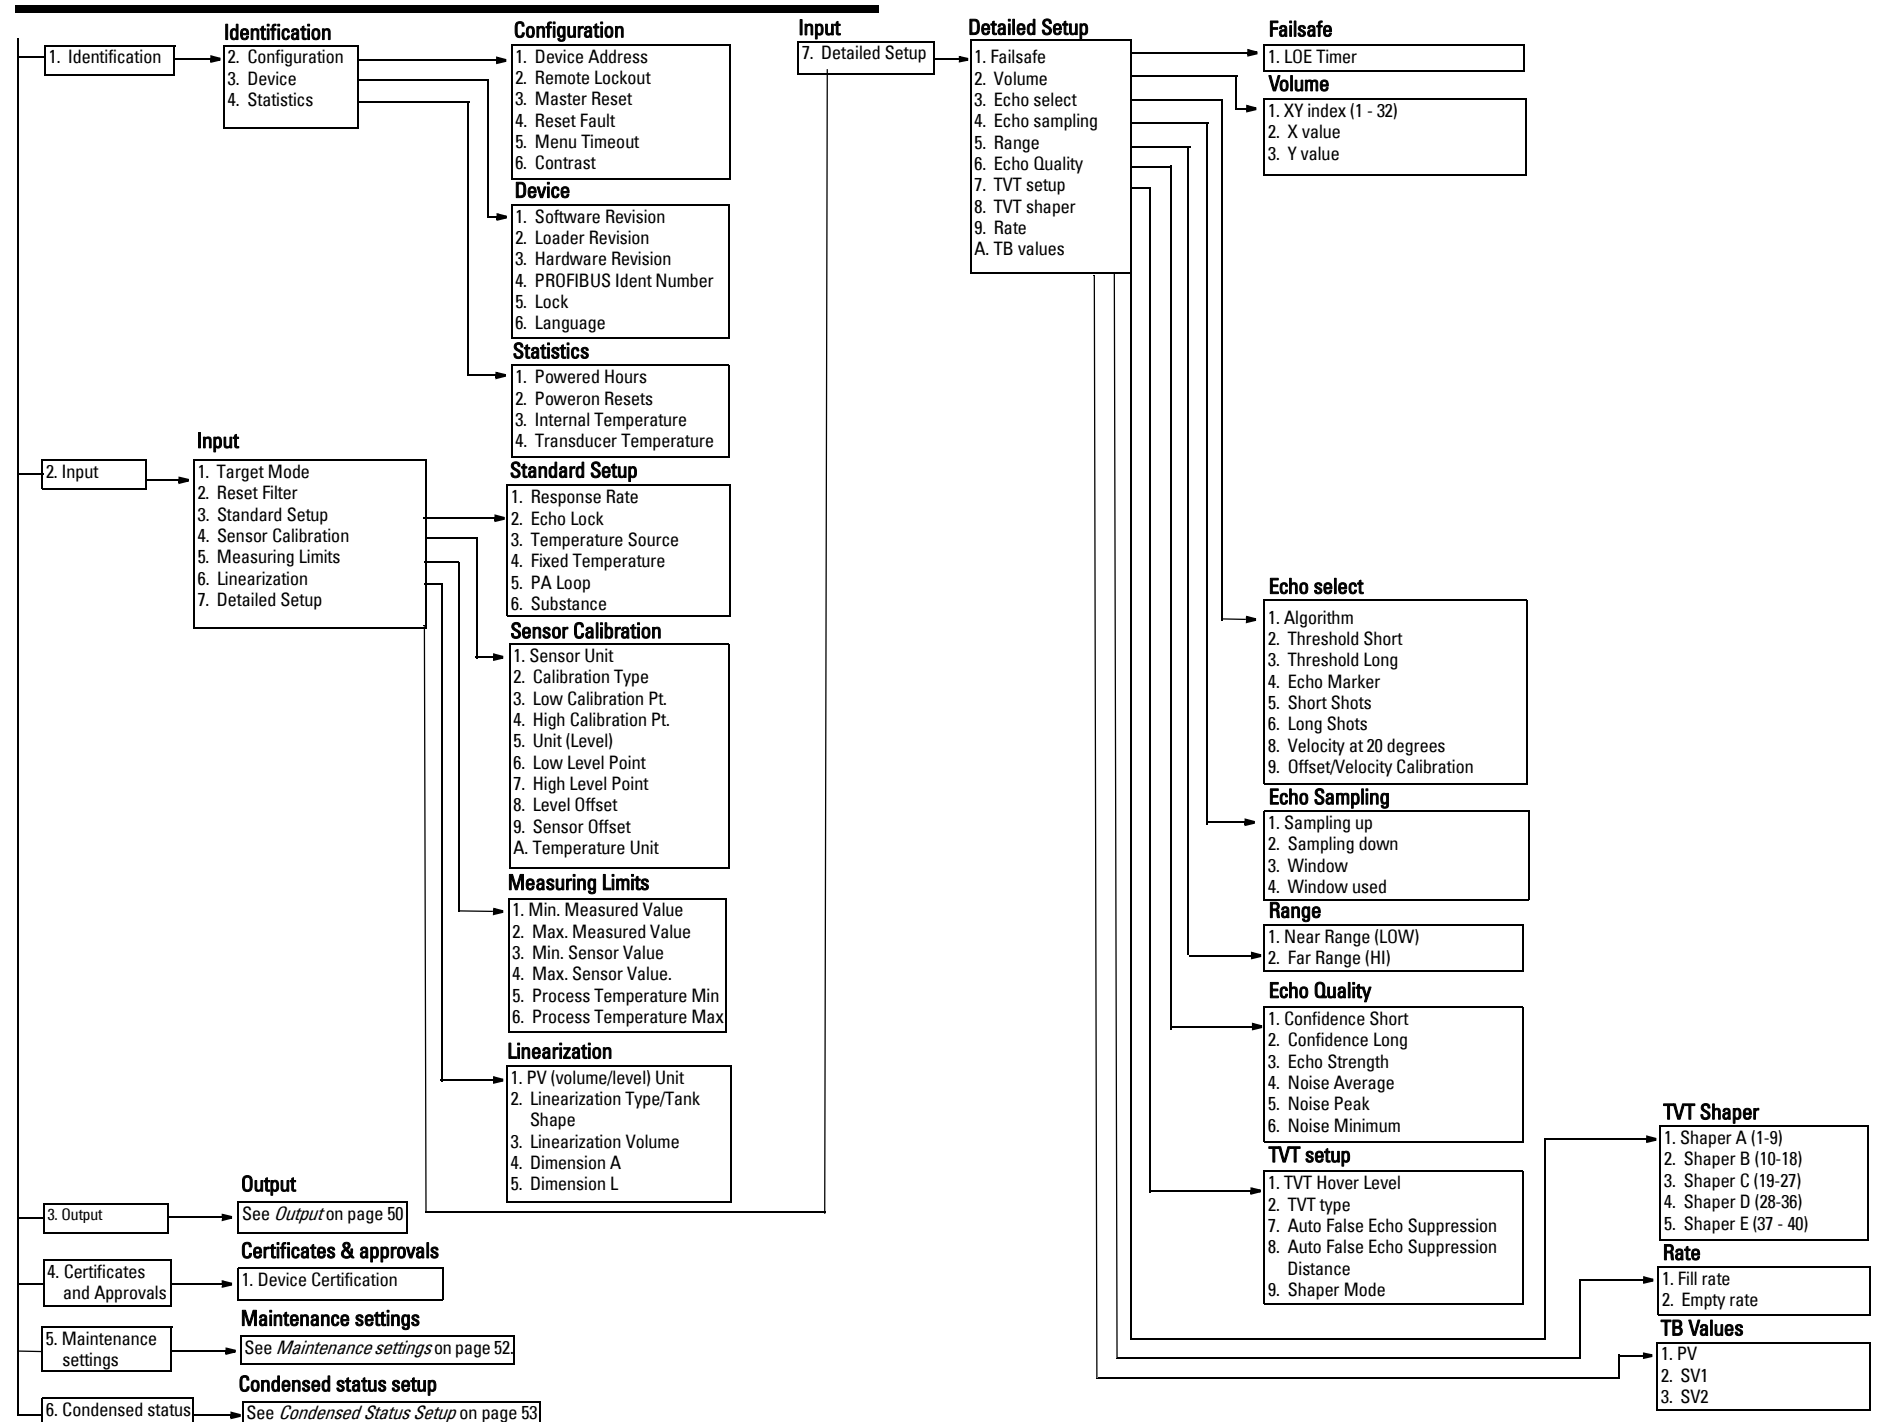 1. Identification
Identification
2. Configuration
3. Device
4. Statistics
Configuration
1. Device Address
2. Remote Lockout
3. Master Reset
4. Reset Fault
5. Menu Timeout
6. Contrast
Device
1. Software Revision
2. Loader Revision
3. Hardware Revision
4. PROFIBUS Ident Number
5. Lock
6. Language
Statistics
1. Powered Hours
2. Poweron Resets
3. Internal Temperature
4. Transducer Temperature
2. Input
Input
1. Target Mode
2. Reset Filter
3. Standard Setup
4. Sensor Calibration
5. Measuring Limits
6. Linearization
7. Detailed Setup
Standard Setup
1. Response Rate
2. Echo Lock
3. Temperature Source
4. Fixed Temperature
5. PA Loop
6. Substance
Sensor Calibration
1. Sensor Unit
2. Calibration Type
3. Low Calibration Pt.
4. High Calibration Pt.
5. Unit (Level)
6. Low Level Point
7. High Level Point
8. Level Offset
9. Sensor Offset
A. Temperature Unit
Measuring Limits
1. Min. Measured Value
2. Max. Measured Value
3. Min. Sensor Value
4. Max. Sensor Value.
5. Process Temperature Min
6. Process Temperature Max
Linearization
1. PV (volume/level) Unit
2. Linearization Type/Tank
Shape
3. Linearization Volume
4. Dimension A
5. Dimension L
3. Output
Output
See Output on page 50
4. Certificates
and Approvals
Certificates & approvals
1. Device Certification
5. Maintenance
settings
Maintenance settings
See Maintenance settings on page 52.
6. Condensed status
Condensed status setup
See Condensed Status Setup on page 53
Input
7. Detailed Setup
Detailed Setup
1. Failsafe
2. Volume
3. Echo select
4. Echo sampling
5. Range
6. Echo Quality
7. TVT setup
8. TVT shaper
9. Rate
A. TB values
Failsafe
1. LOE Timer
Volume
1. XY index (1 - 32)
2. X value
3. Y value
Echo select
1. Algorithm
2. Threshold Short
3. Threshold Long
4. Echo Marker
5. Short Shots
6. Long Shots
8. Velocity at 20 degrees
9. Offset/Velocity Calibration
Echo Sampling
1. Sampling up
2. Sampling down
3. Window
4. Window used
Range
1. Near Range (LOW)
2. Far Range (HI)
Echo Quality
1. Confidence Short
2. Confidence Long
3. Echo Strength
4. Noise Average
5. Noise Peak
6. Noise Minimum
TVT setup
1. TVT Hover Level
2. TVT type
7. Auto False Echo Suppression
8. Auto False Echo Suppression
Distance
9. Shaper Mode
TVT Shaper
1. Shaper A (1-9)
2. Shaper B (10-18)
3. Shaper C (19-27)
4. Shaper D (28-36)
5. Shaper E (37 - 40)
Rate
1. Fill rate
2. Empty rate
TB Values
1. PV
2. SV1
3. SV2